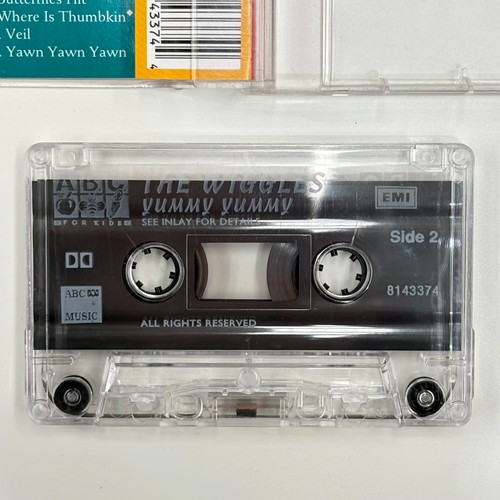 Butterflies Flit
Where Is Thumbkin
Veil
Yawn Yawn Yawn
43374
4
ABC
FOR KIDS
THE WIGGLES
YUMMY YUMMY
SEE INLAY FOR DETAILS
EMI
Side 2
8143374
ABC
MUSIC
ALL RIGHTS RESERVED